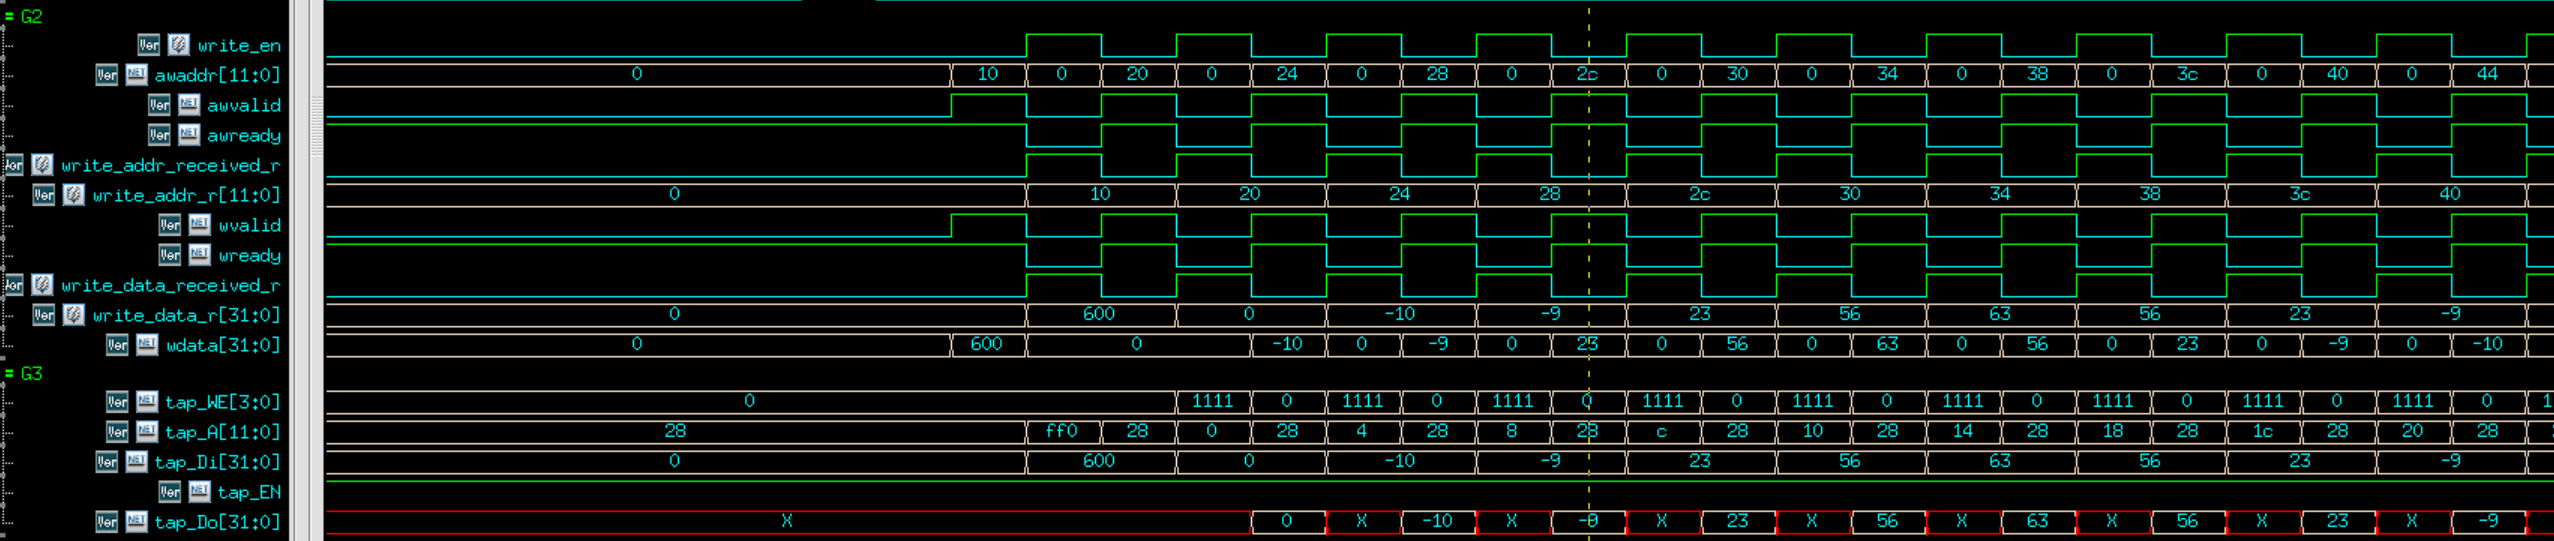 = G2
Ver write_en
Ver NET awaddr[11:0] 0 10 0 20 0 24 0 28 0 2c 0 30 0 34 0 38 0 3c 0 40 0 44
Ver NET awvalid
Ver NET awready
Ver write_addr_received_r
Ver write_addr_r[11:0] 0 10 20 24 28 2c 30 34 38 3c 40
Ver NET wvalid
Ver NET wready
Ver write_data_received_r
Ver write_data_r[31:0] 0 600 0 -10 -9 23 56 63 56 23 -9
Ver NET wdata[31:0] 0 600 0 -10 0 -9 0 23 0 56 0 63 0 56 0 23 0 -9 0 -10
= G3
Ver NET tap_WE[3:0] 0 1111 0 1111 0 1111 0 1111 0 1111 0 1111 0 1111 0 1111 0 1111 0 1
Ver NET tap_A[11:0] 28 ff0 28 0 28 4 28 8 28 c 28 10 28 14 28 18 28 1c 28 20 28
Ver NET tap_Di[31:0] 0 600 0 -10 -9 23 56 63 56 23 -9
Ver NET tap_EN
Ver NET tap_Do[31:0] X 0 X -10 X -9 X 23 X 56 X 63 X 56 X 23 X -9